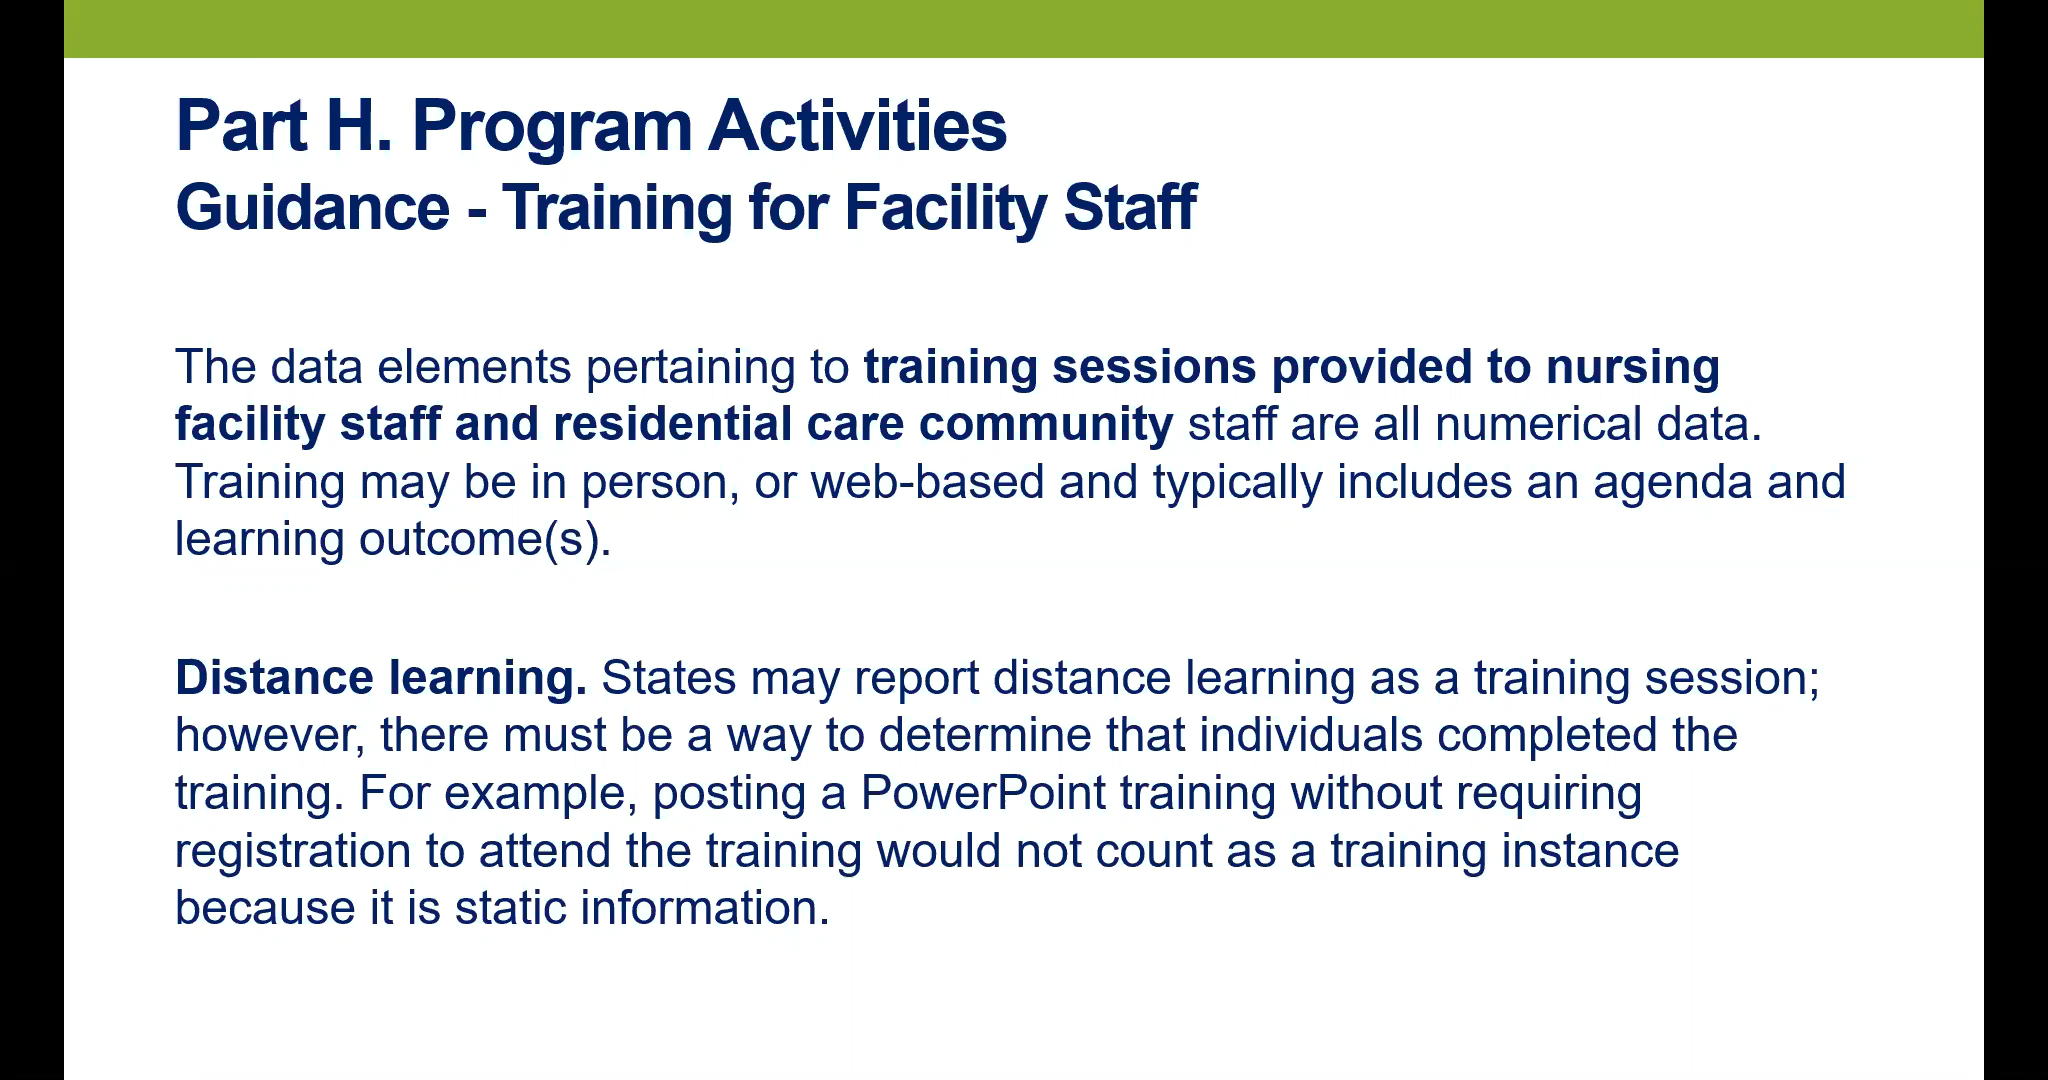 Part H. Program Activities
Guidance - Training for Facility Staff
The data elements pertaining to training sessions provided to nursing
facility staff and residential care community staff are all numerical data.
Training may be in person, or web-based and typically includes an agenda and
learning outcome(s).
Distance learning. States may report distance learning as a training session;
however, there must be a way to determine that individuals completed the
training. For example, posting a PowerPoint training without requiring
registration to attend the training would not count as a training instance
because it is static information.